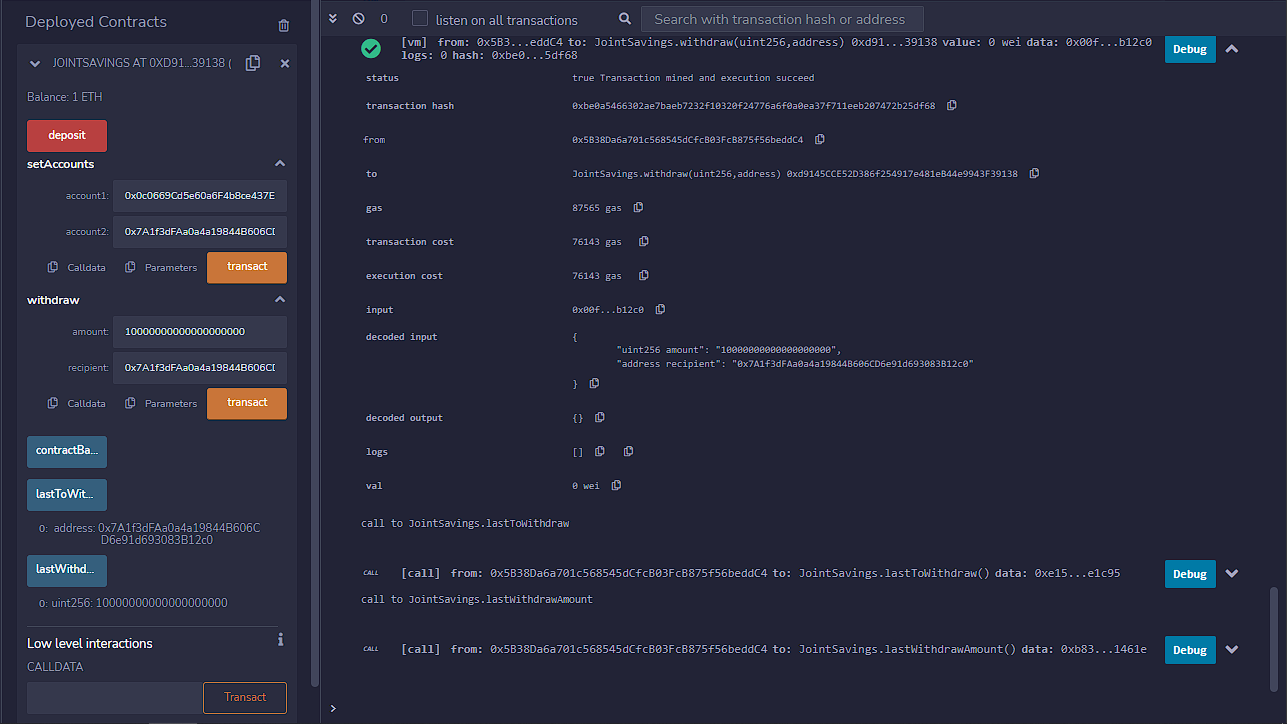 Deployed Contracts
JOINTSAVINGS AT 0XD91...39138 (
Balance: 1 ETH
deposit
setAccounts
account1: 0x0c0669Cd5e60a6F4b8ce437E
account2: 0x7A1f3dFAa0a4a19844B606CD
Calldata Parameters transact
withdraw
amount: 10000000000000000000
recipient: 0x7A1f3dFAa0a4a19844B606CD
Calldata Parameters transact
contractBa...
lastToWit...
0: address: 0x7A1f3dFAa0a4a19844B606C
D6e91d693083B12c0
lastWithd...
0: uint256: 10000000000000000000
Low level interactions i
CALLDATA
Transact
0 listen on all transactions Search with transaction hash or address
[vm] from: 0x5B3...eddC4 to: JointSavings.withdraw(uint256,address) 0xd91...39138 value: 0 wei data: 0x00f...b12c0
logs: 0 hash: 0xbe0...5df68
Debug
status true Transaction mined and execution succeed
transaction hash 0xbe0a5466302ae7baeb7232f10320f24776a6f0a0ea37f711eeb207472b25df68
from 0x5B38Da6a701c568545dCfcB03FcB875f56beddC4
to JointSavings.withdraw(uint256,address) 0xd9145CCE52D386f254917e481eB44e9943F39138
gas 87565 gas
transaction cost 76143 gas
execution cost 76143 gas
input 0x00f...b12c0
decoded input {
"uint256 amount": "10000000000000000000",
"address recipient": "0x7A1f3dFAa0a4a19844B606CD6e91d693083B12c0"
}
decoded output {}
logs []
val 0 wei
call to JointSavings.lastToWithdraw
CALL [call] from: 0x5B38Da6a701c568545dCfcB03FcB875f56beddC4 to: JointSavings.lastToWithdraw() data: 0xe15...e1c95 Debug
call to JointSavings.lastWithdrawAmount
CALL [call] from: 0x5B38Da6a701c568545dCfcB03FcB875f56beddC4 to: JointSavings.lastWithdrawAmount() data: 0xb83...1461e Debug
>